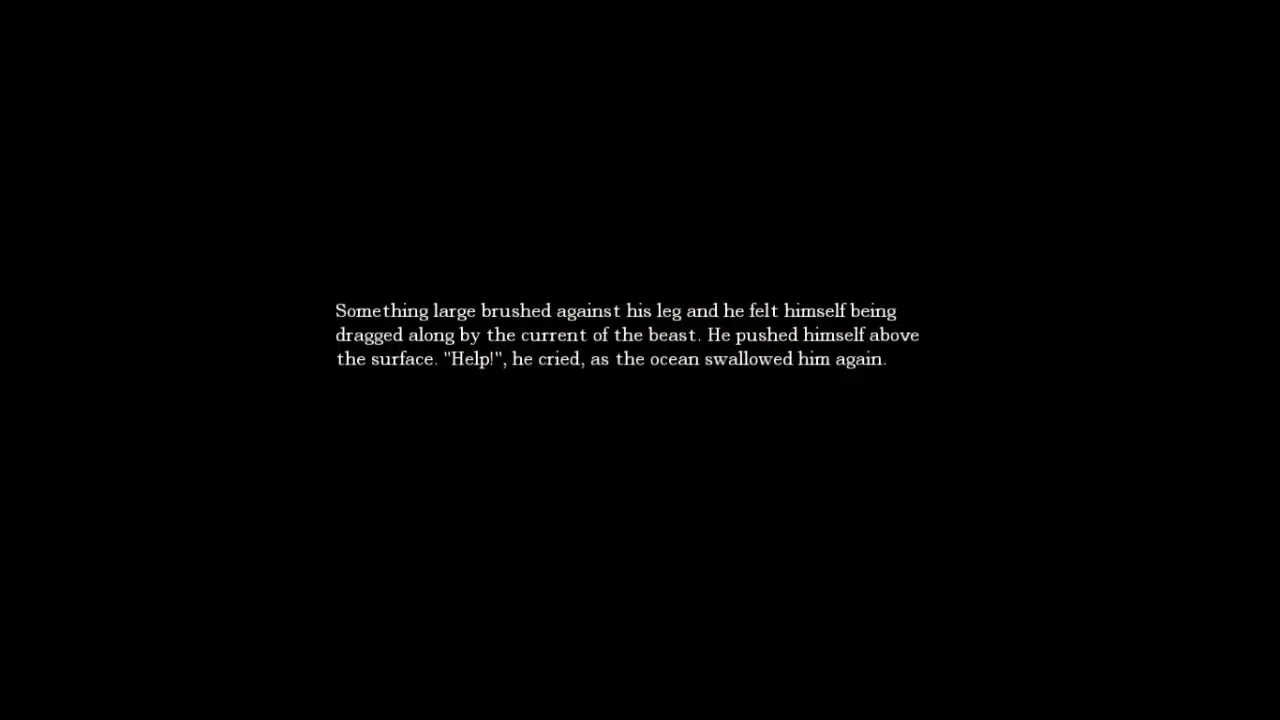 Something large brushed against his leg and he felt himself being
dragged along by the current of the beast. He pushed himself above
the surface. "Help!", he cried, as the ocean swallowed him again.